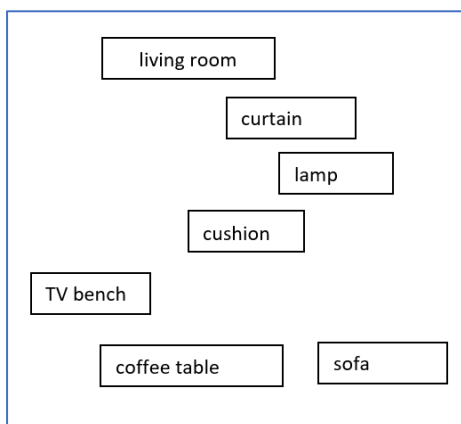 living room
curtain
lamp
cushion
TV bench
coffee table
sofa